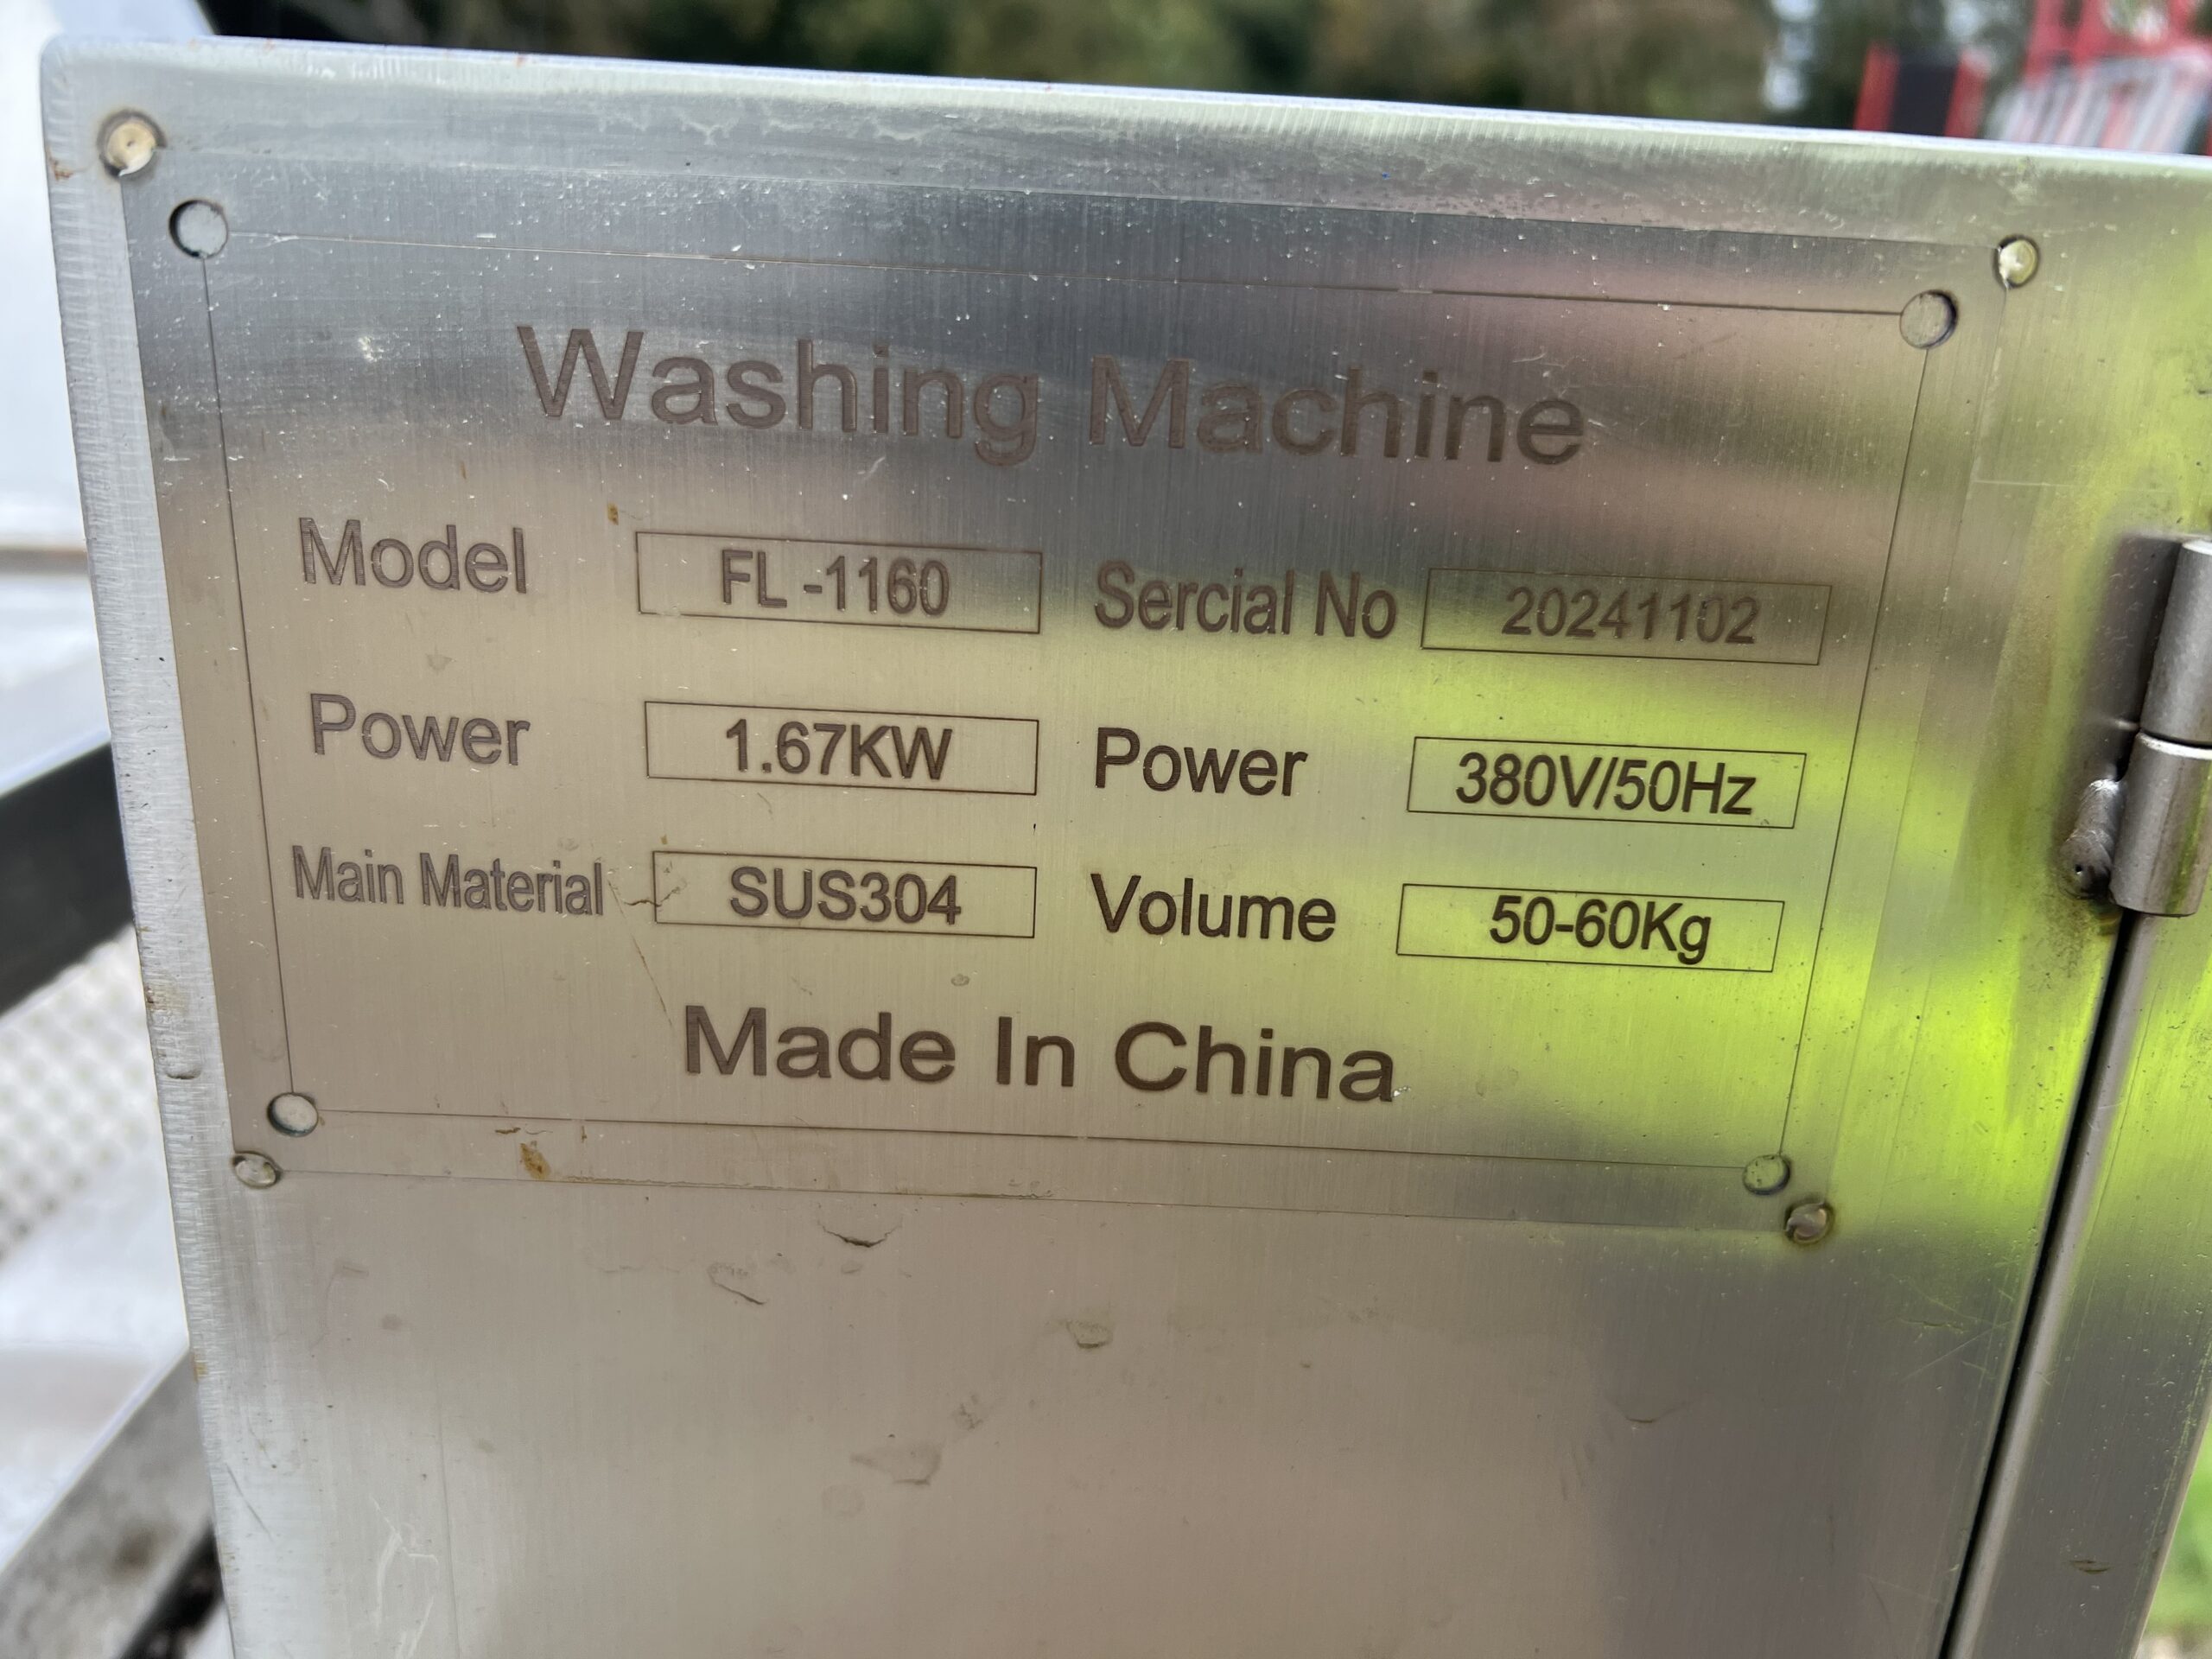 Washing Machine
Model FL-1160 Sercial No 20241102
Power 1.67KW Power 380V/50Hz
Main Material SUS304 Volume 50-60Kg
Made In China